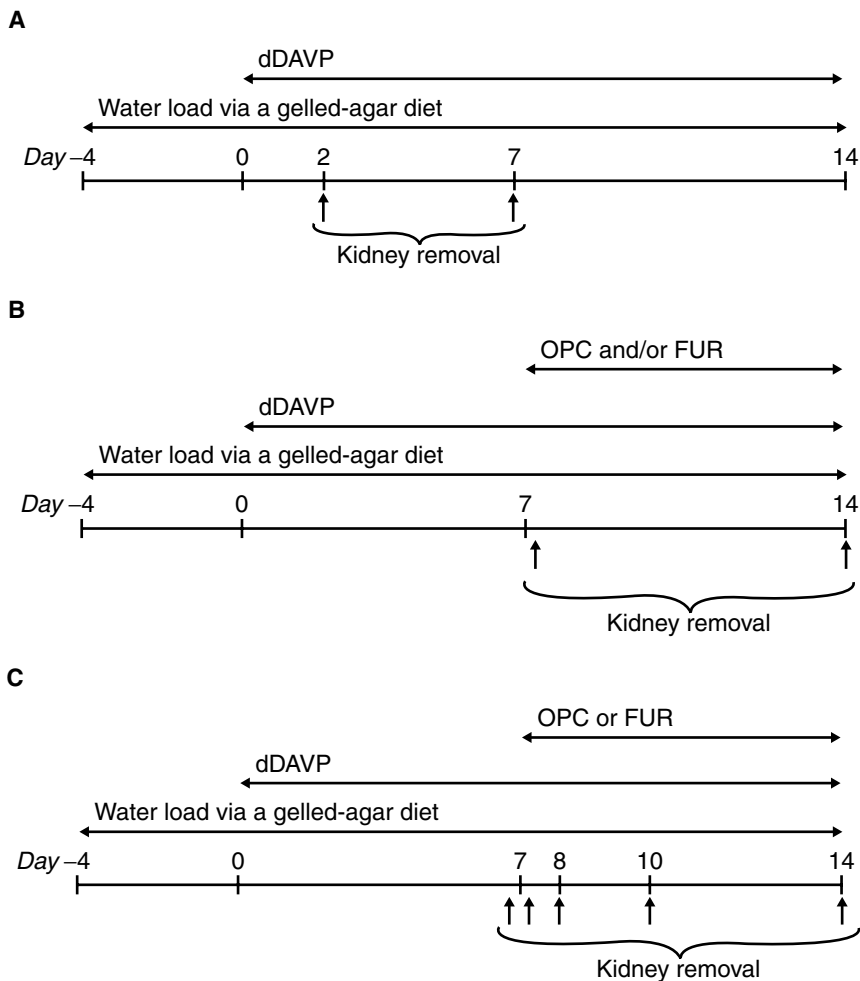 A
dDAVP
Water load via a gelled-agar diet
Day –4 0 2 7 14
Kidney removal
B
OPC and/or FUR
dDAVP
Water load via a gelled-agar diet
Day –4 0 7 14
Kidney removal
C
OPC or FUR
dDAVP
Water load via a gelled-agar diet
Day –4 0 7 8 10 14
Kidney removal